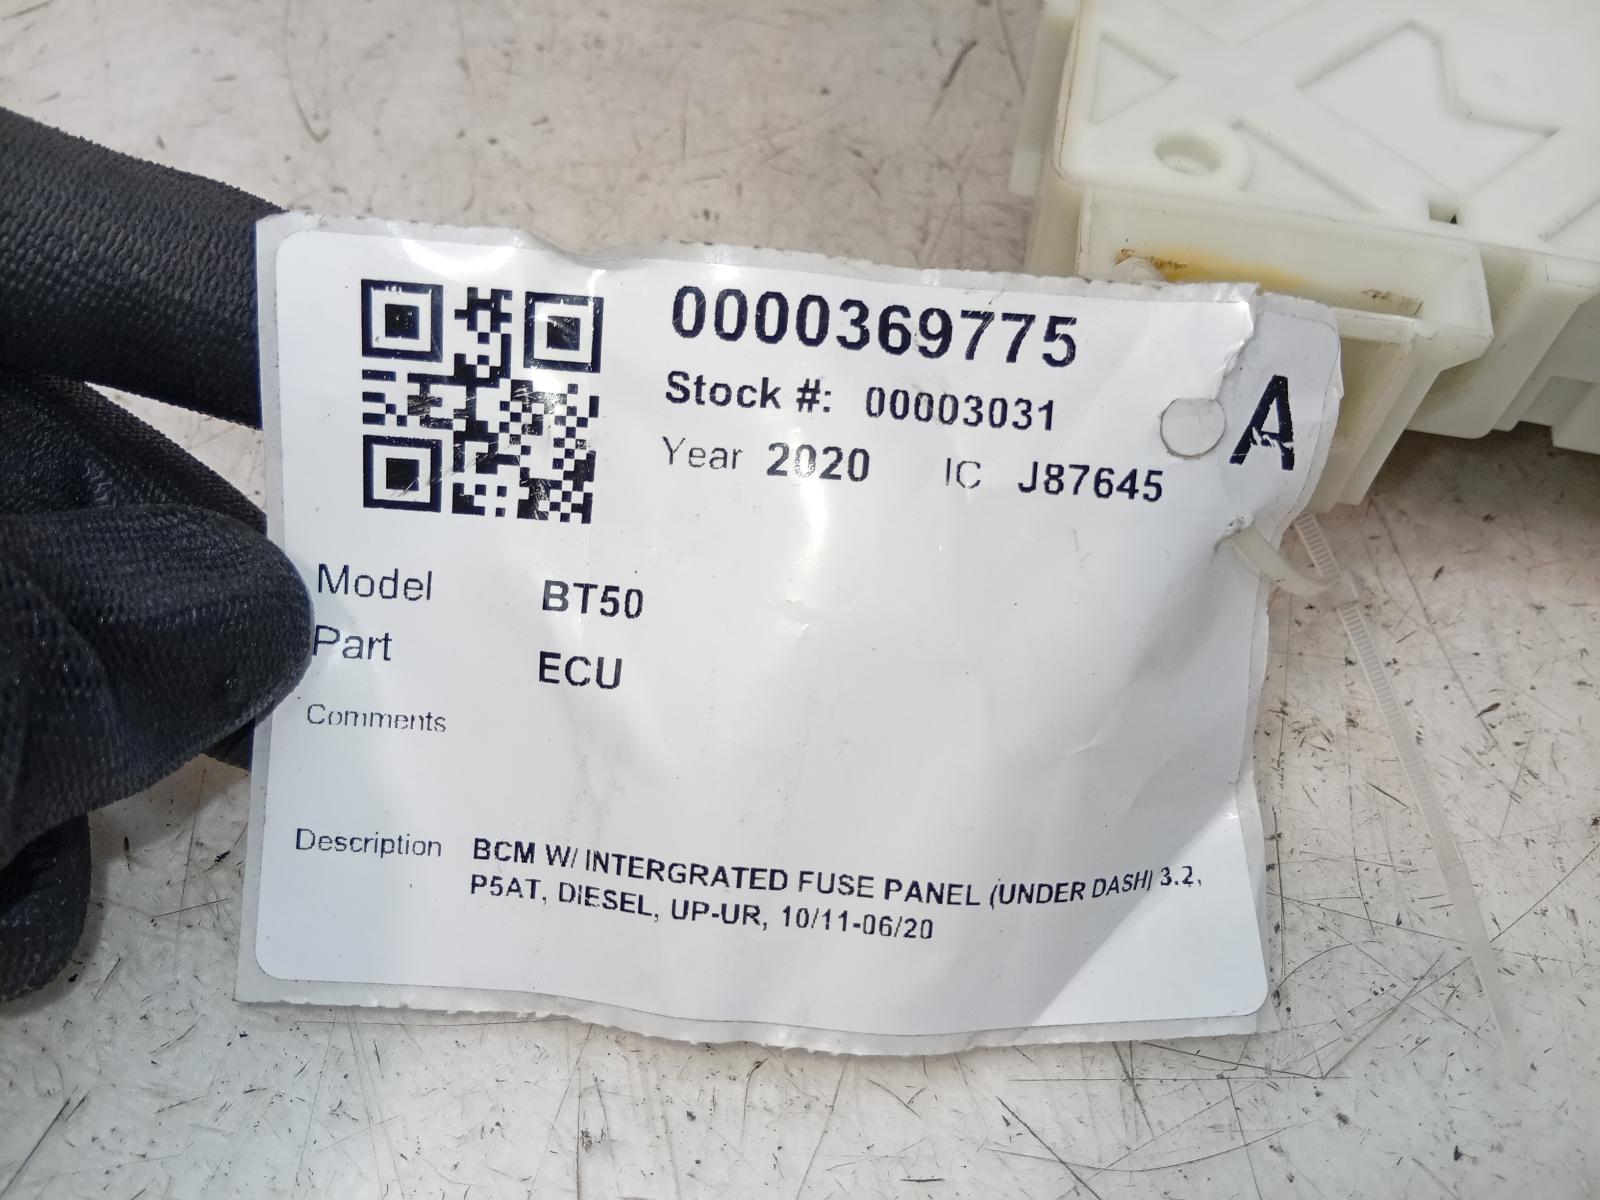 0000369775
Stock #: 00003031
A
Year 2020 IC J87645
Model BT50
Part ECU
Comments
Description BCM W/ INTERGRATED FUSE PANEL (UNDER DASH) 3.2,
P5AT, DIESEL, UP-UR, 10/11-06/20